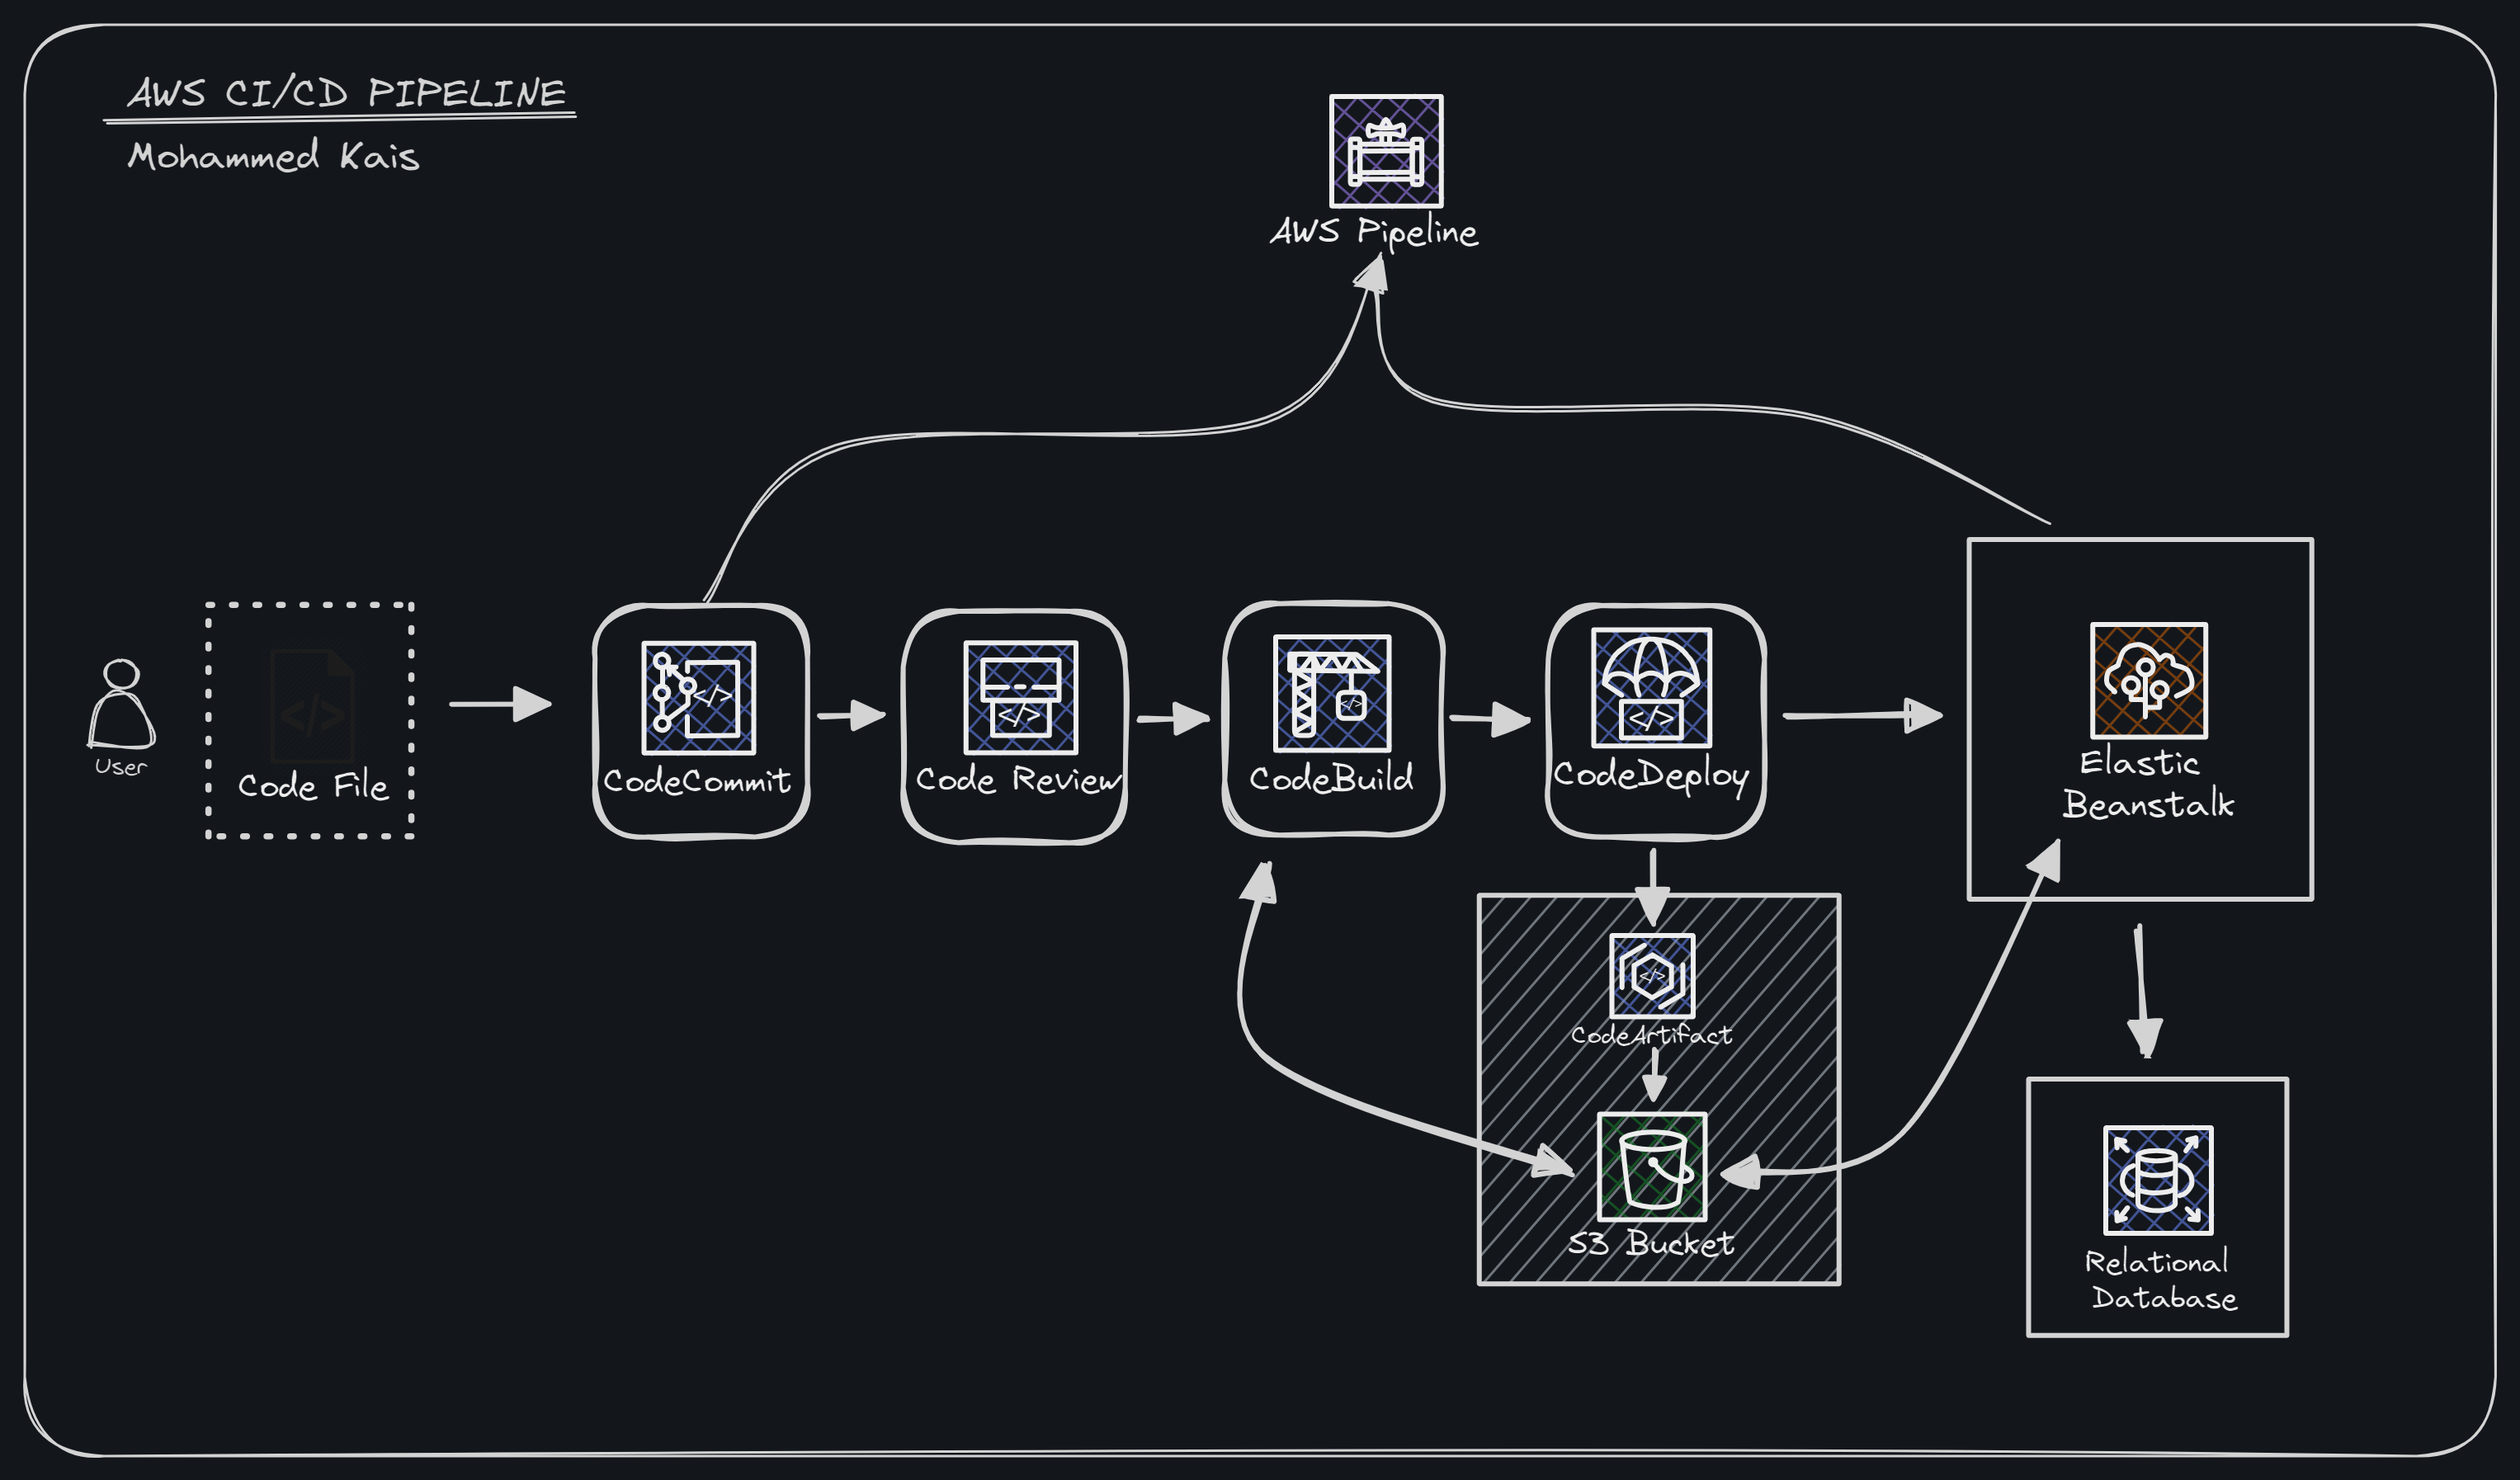 AWS CI/CD PIPELINE
Mohammed Kais
AWS Pipeline
User
</>
Code File
</>
CodeCommit
</>
Code Review
</>
CodeBuild
</>
CodeDeploy
Elastic
Beanstalk
</>
CodeArtifact
S3 Bucket
Relational
Database